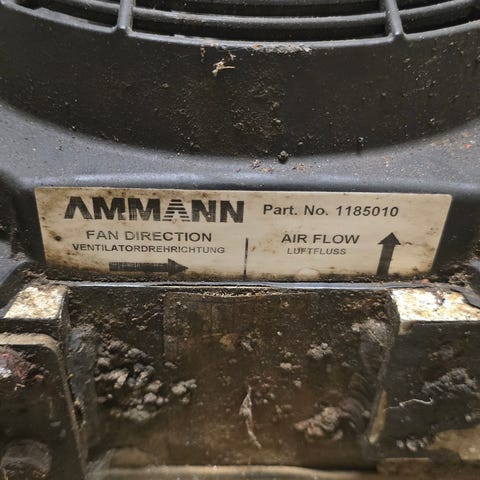 AMMANN Part. No. 1185010
FAN DIRECTION
VENTILATORDREHRICHTUNG
AIR FLOW
LUFTFLUSS